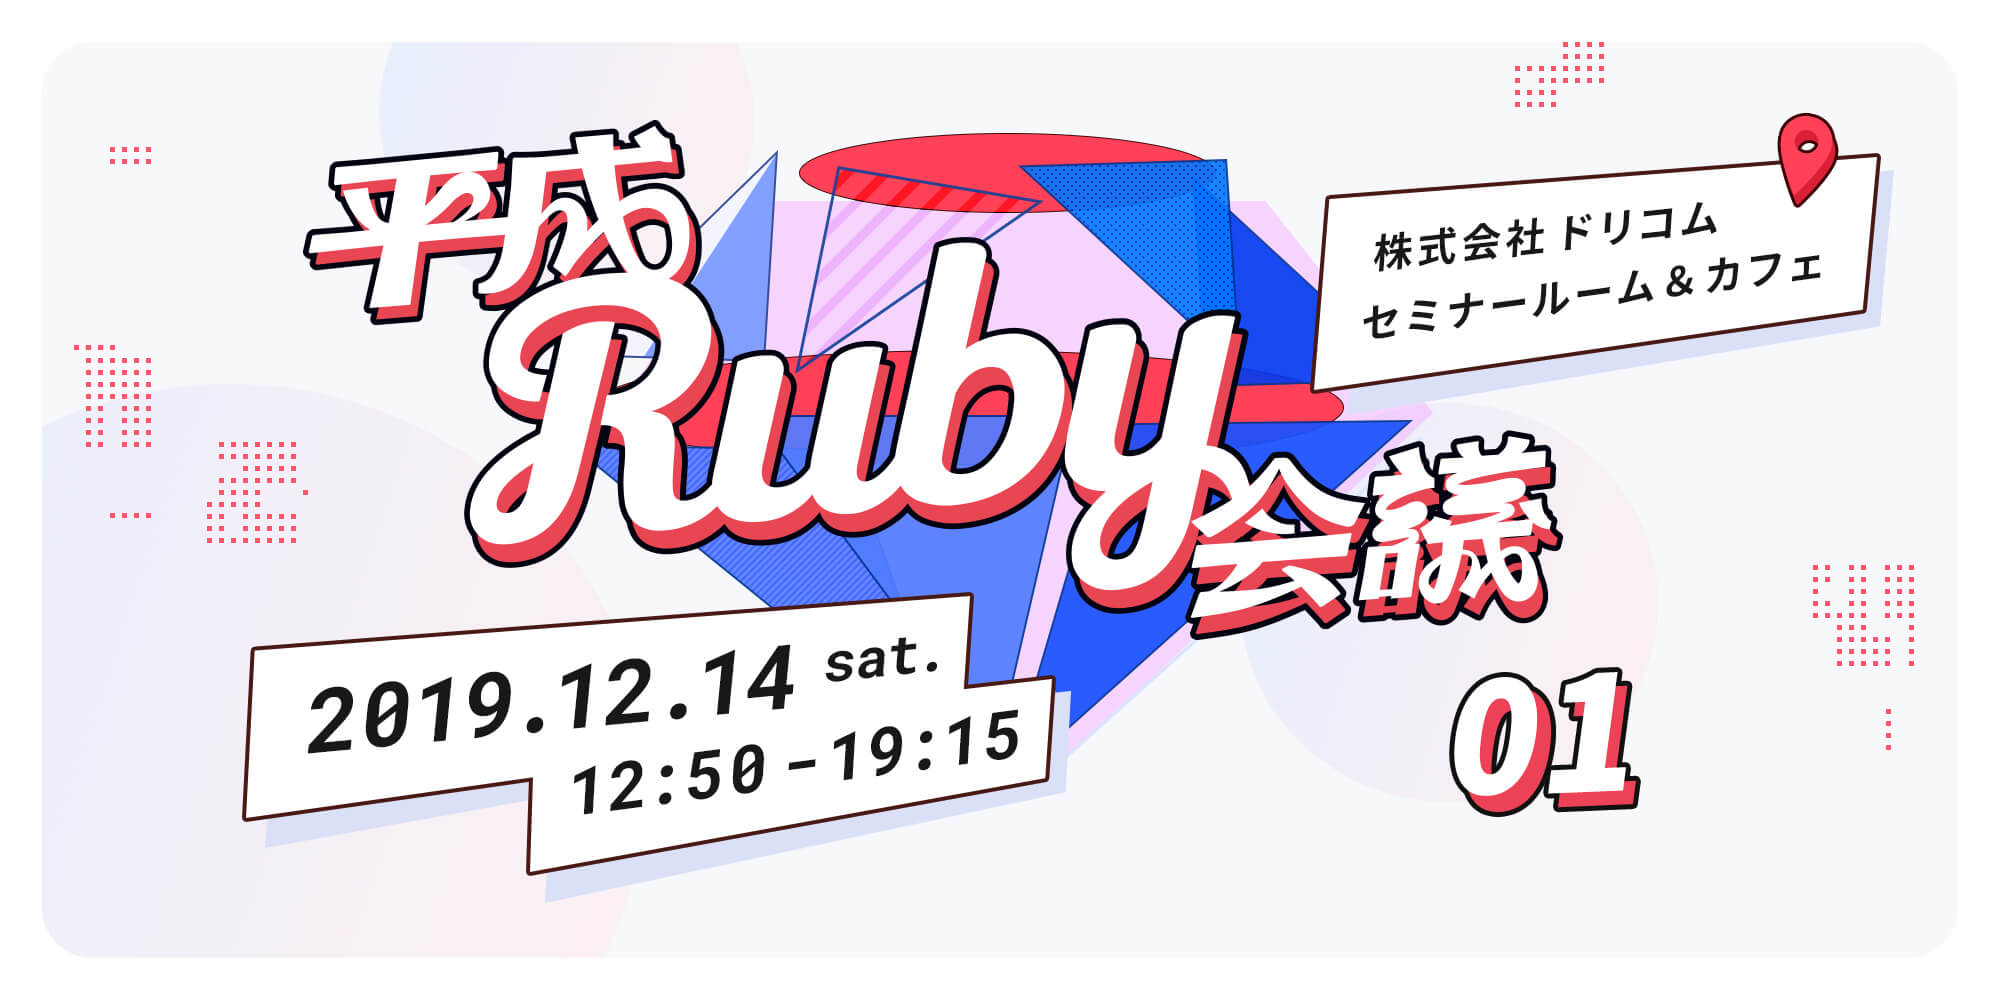 平成
Ruby
会議
01
株式会社 ドリコム
セミナールーム & カフェ
2019.12.14 sat.
12:50 - 19:15